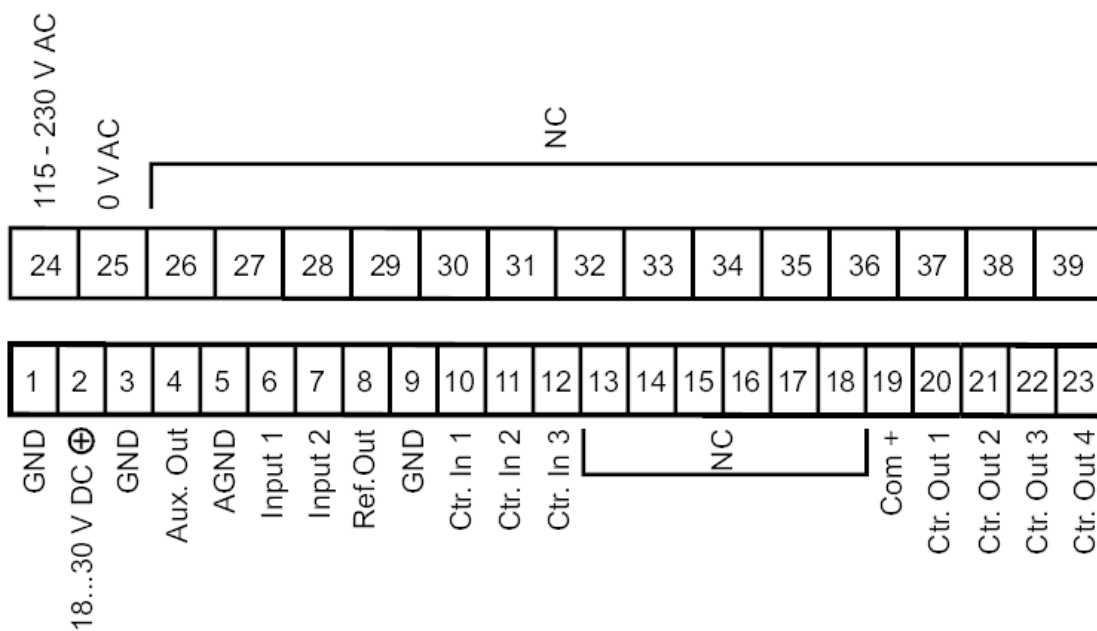 115 - 230 V AC
0 V AC
NC
24 25 26 27 28 29 30 31 32 33 34 35 36 37 38 39
1 2 3 4 5 6 7 8 9 10 11 12 13 14 15 16 17 18 19 20 21 22 23
GND
18...30 V DC ⊕
GND
Aux. Out
AGND
Input 1
Input 2
Ref.Out
GND
Ctr. In 1
Ctr. In 2
Ctr. In 3
NC
Com +
Ctr. Out 1
Ctr. Out 2
Ctr. Out 3
Ctr. Out 4